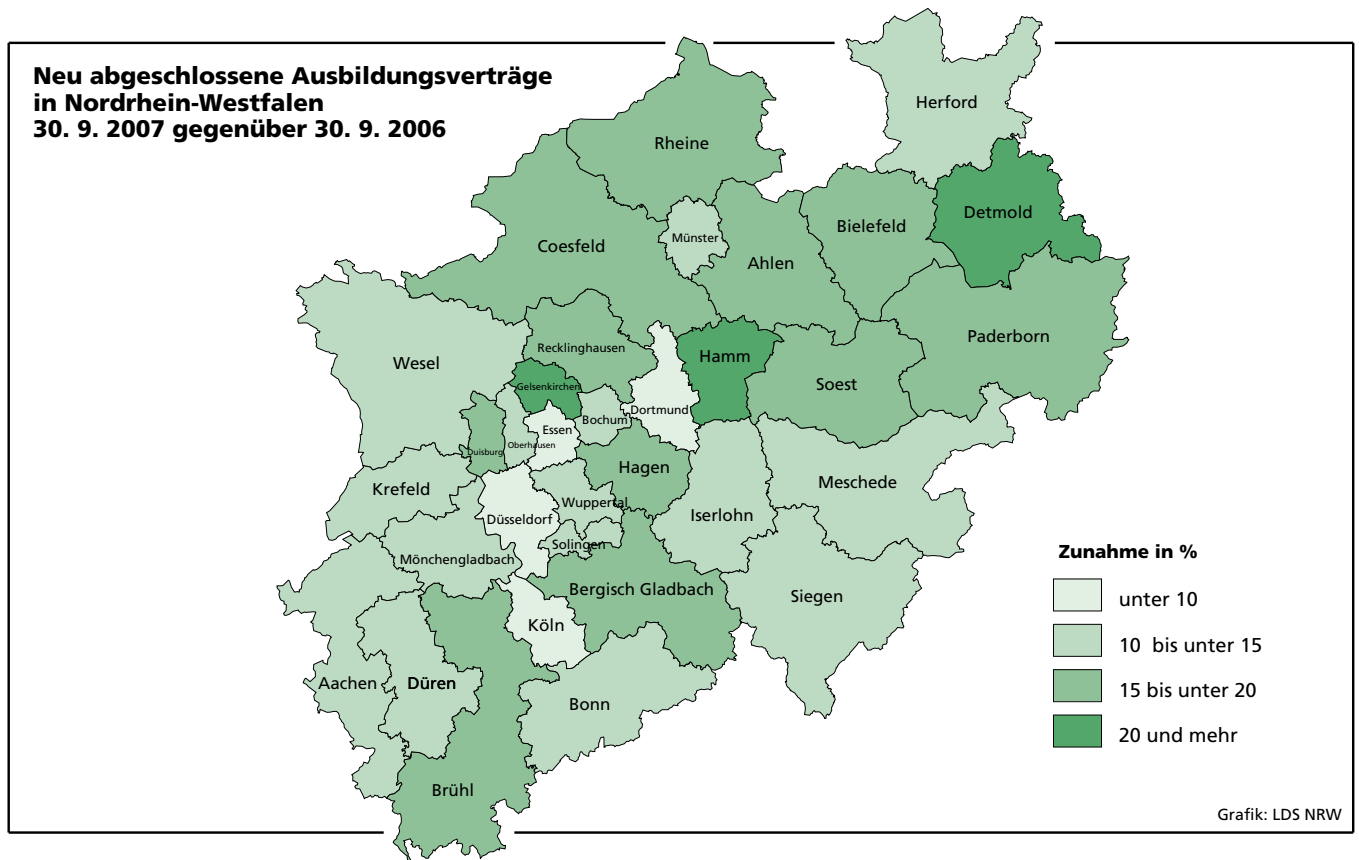 Neu abgeschlossene Ausbildungsverträge
in Nordrhein-Westfalen
30. 9. 2007 gegenüber 30. 9. 2006
Herford
Rheine
Detmold
Bielefeld
Münster
Coesfeld
Ahlen
Paderborn
Recklinghausen
Hamm
Wesel
Soest
Gelsenkirchen
Dortmund
Bochum
Essen
Oberhausen
Duisburg
Hagen
Meschede
Krefeld
Wuppertal
Iserlohn
Düsseldorf
Solingen
Mönchengladbach
Bergisch Gladbach
Siegen
Köln
Aachen
Düren
Bonn
Brühl
Zunahme in %
unter 10
10 bis unter 15
15 bis unter 20
20 und mehr
Grafik: LDS NRW